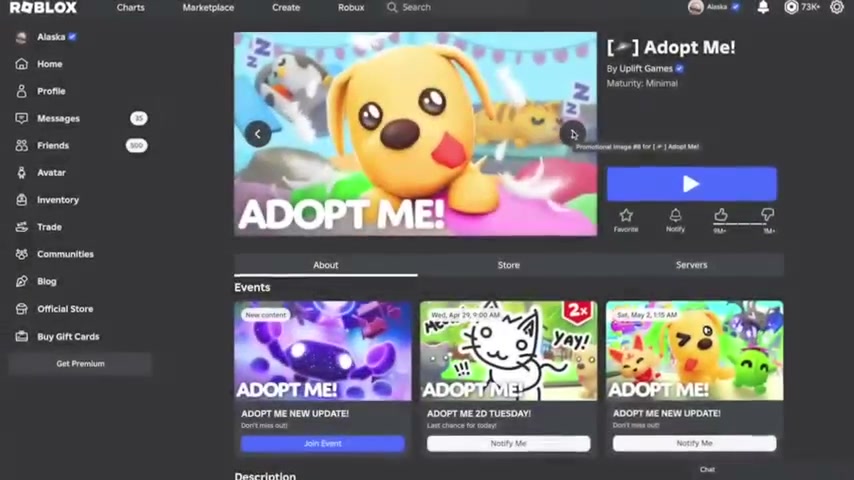 ROBLOX
Charts
Marketplace
Create
Robux
Search
Alaska
73K+
Alaska
Home
Profile
Messages
35
Friends
500
Avatar
Inventory
Trade
Communities
Blog
Official Store
Buy Gift Cards
Get Premium
ADOPT ME!
Promotional Image #8 for [ ] Adopt Me!
[ ] Adopt Me!
By Uplift Games
Maturity: Minimal
Favorite
Notify
9M+
1M+
About
Store
Servers
Events
New content
ADOPT ME!
ADOPT ME NEW UPDATE!
Don't miss out!
Join Event
Wed, Apr 29, 9:00 AM
2x
YAY!
!!!
ADOPT ME!
ADOPT ME 2D TUESDAY!
Last chance for today!
Notify Me
Sat, May 2, 1:15 AM
ADOPT ME!
ADOPT ME NEW UPDATE!
Don't miss out!
Notify Me
Chat
Description